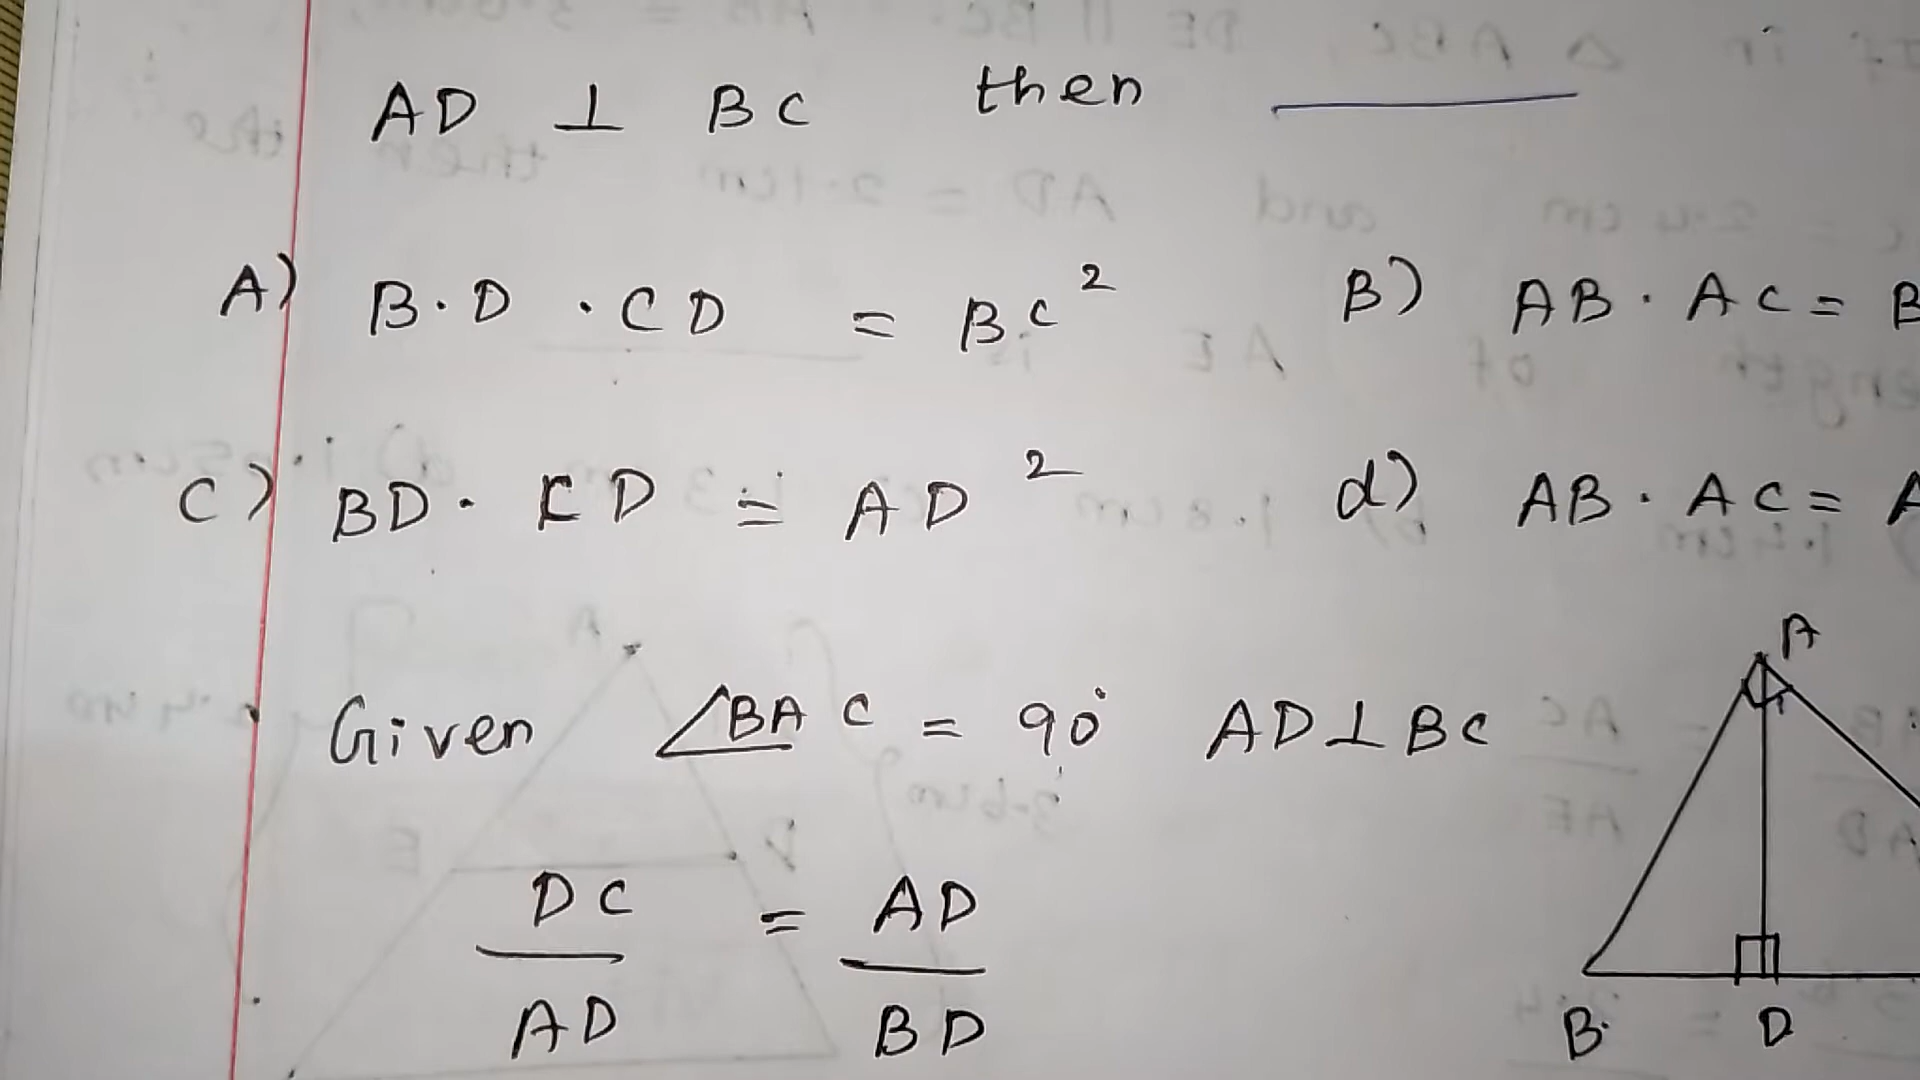 AD ⊥ BC then ______
A) B·D · CD = BC²
B) AB · AC = B
C) BD · CD = AD²
d) AB · AC = A
Given ∠BAC = 90° AD⊥BC
A
DC/AD = AD/BD
B D